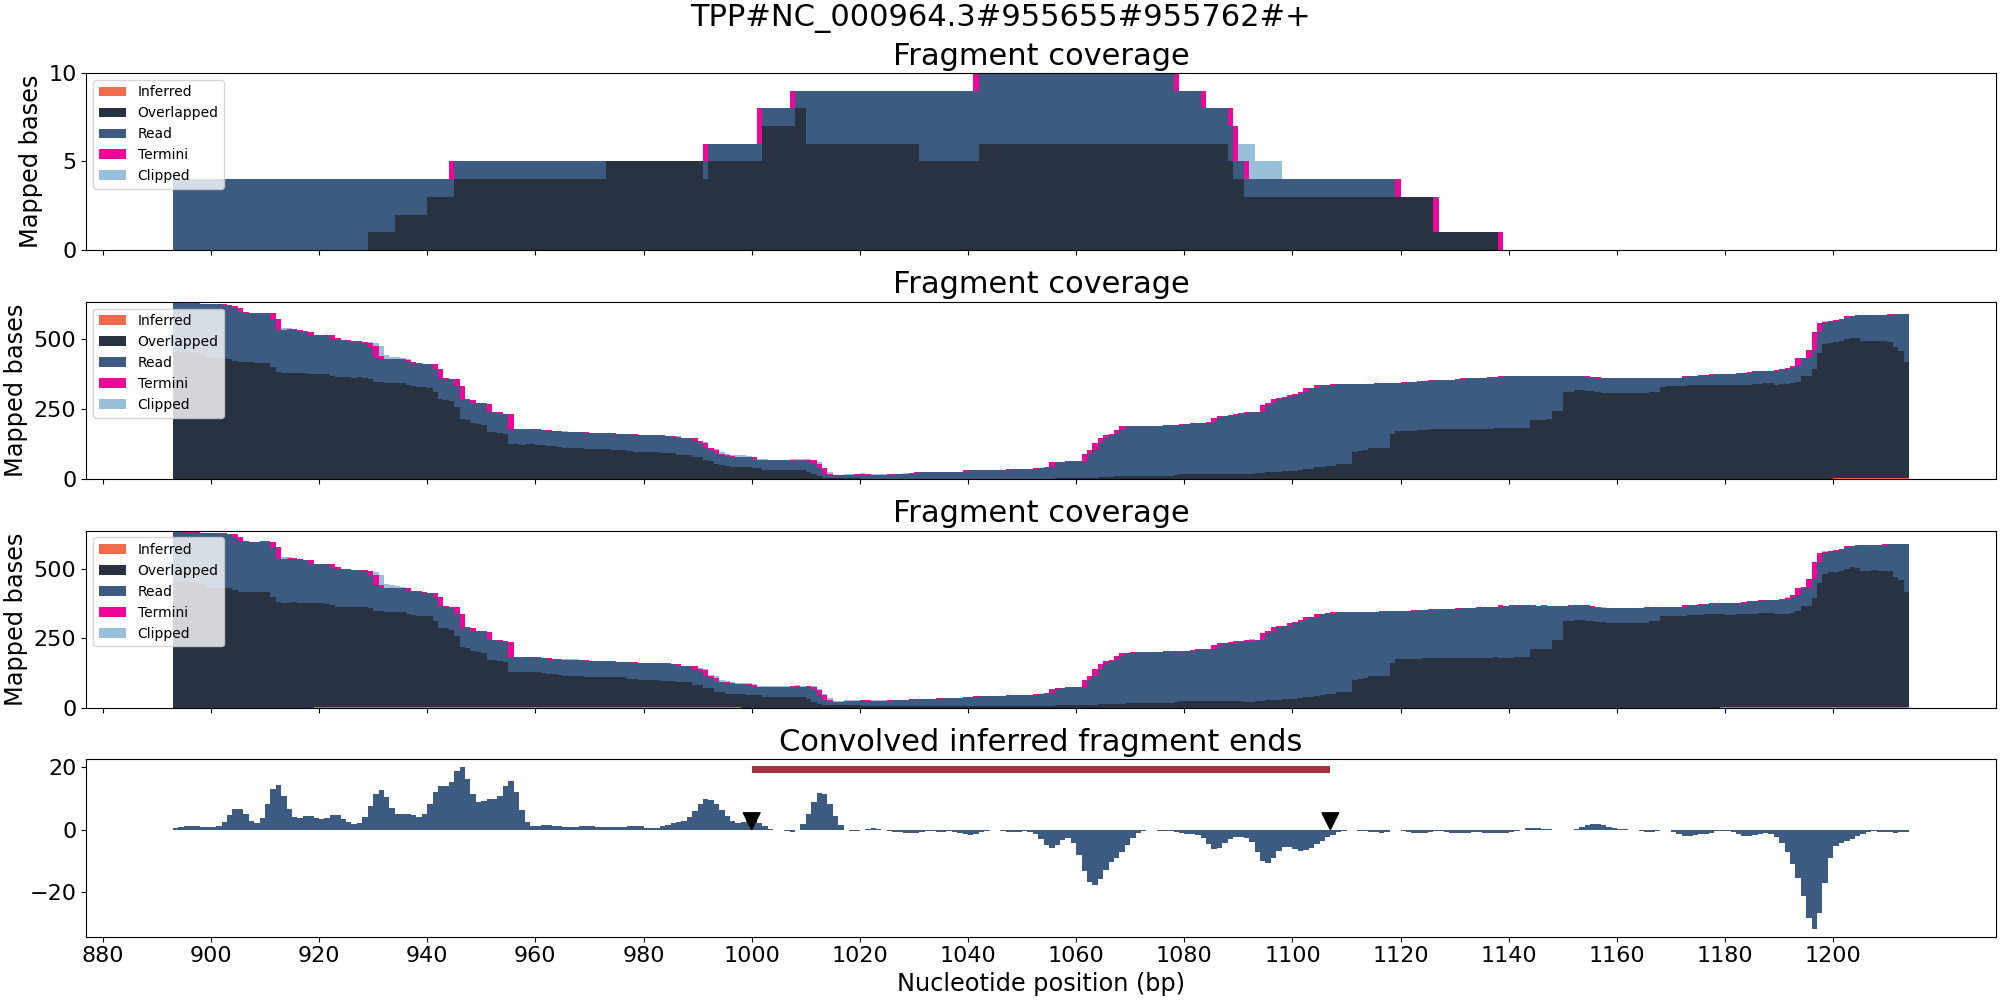 TPP#NC_000964.3#955655#955762#+
Fragment coverage
Mapped bases
10
5
0
Inferred
Overlapped
Read
Termini
Clipped
Fragment coverage
Mapped bases
500
250
0
Inferred
Overlapped
Read
Termini
Clipped
Fragment coverage
Mapped bases
500
250
0
Inferred
Overlapped
Read
Termini
Clipped
Convolved inferred fragment ends
20
0
−20
880 900 920 940 960 980 1000 1020 1040 1060 1080 1100 1120 1140 1160 1180 1200
Nucleotide position (bp)